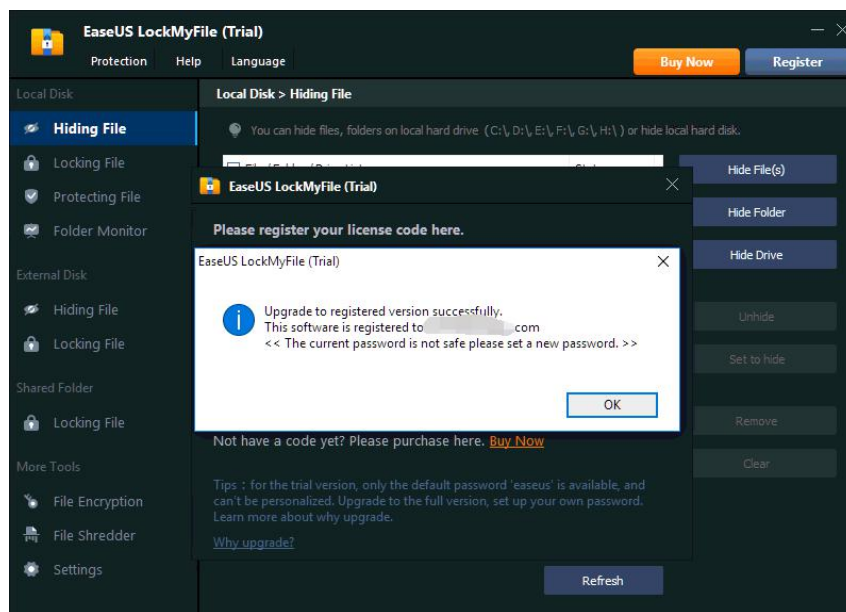 EaseUS LockMyFile (Trial)
Protection Help Language
Buy Now Register
Local Disk
Hiding File
Locking File
Protecting File
Folder Monitor
External Disk
Hiding File
Locking File
Shared Folder
Locking File
More Tools
File Encryption
File Shredder
Settings
Local Disk > Hiding File
You can hide files, folders on local hard drive (C:\, D:\, E:\, F:\, G:\, H:\ ) or hide local hard disk.
Hide File(s)
Hide Folder
Hide Drive
Unhide
Set to hide
Remove
Clear
EaseUS LockMyFile (Trial)
Please register your license code here.
EaseUS LockMyFile (Trial)
Upgrade to registered version successfully.
This software is registered to .com
<< The current password is not safe please set a new password. >>
OK
Not have a code yet? Please purchase here. Buy Now
Tips : for the trial version, only the default password 'easeus' is available, and
can't be personalized. Upgrade to the full version, set up your own password.
Learn more about why upgrade.
Why upgrade?
Refresh